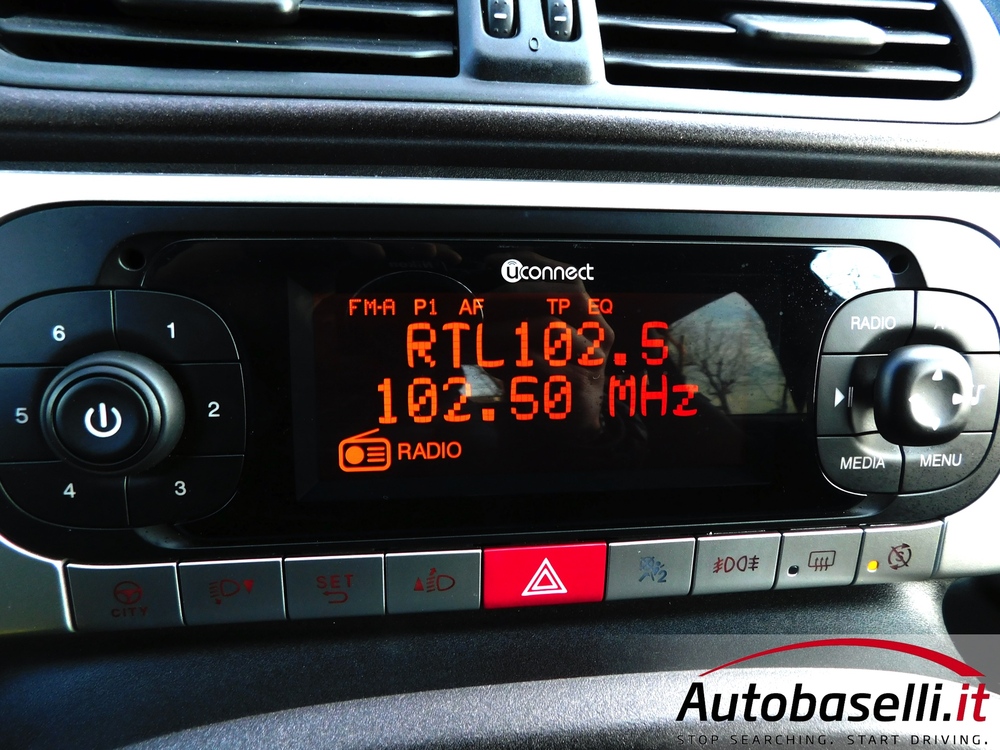 uconnect
FM-A P1 AF TP EQ
RTL102.5
102.50 MHz
RADIO
6 1
5 2
4 3
RADIO
MEDIA MENU
CITY
SET
2
S
Autobaselli.it
STOP SEARCHING. START DRIVING.